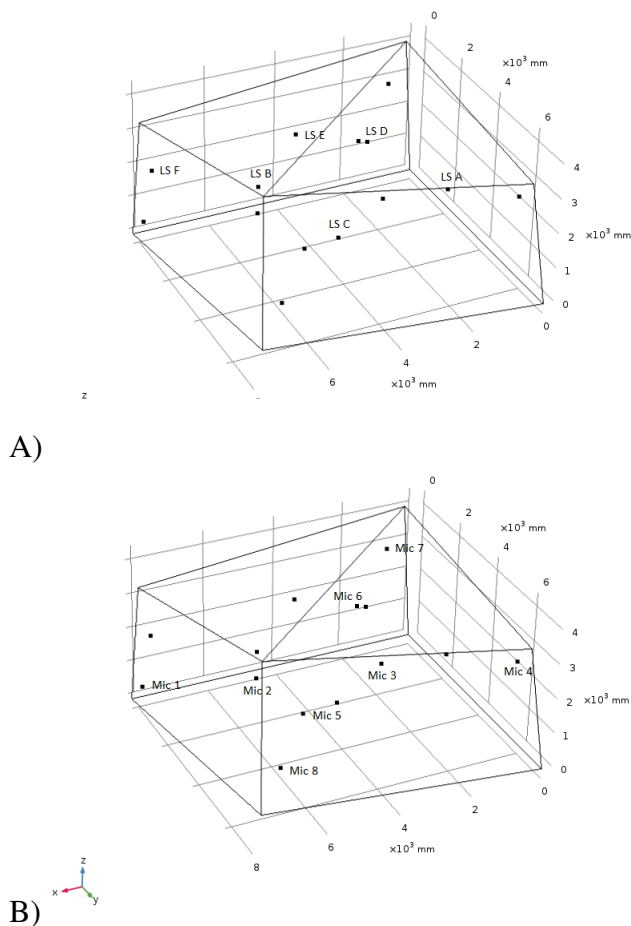 0
2
×10³ mm
4
6
LS D
LS E
LS F
LS B
LS A
4
3
LS C
2
×10³ mm
1
0
0
2
4
×10³ mm
6
z
A)
0
2
×10³ mm
4
Mic 7
6
Mic 6
4
3
Mic 3
Mic 4
Mic 1
Mic 2
2
×10³ mm
Mic 5
1
Mic 8
0
0
2
4
×10³ mm
6
8
z
x
y
B)